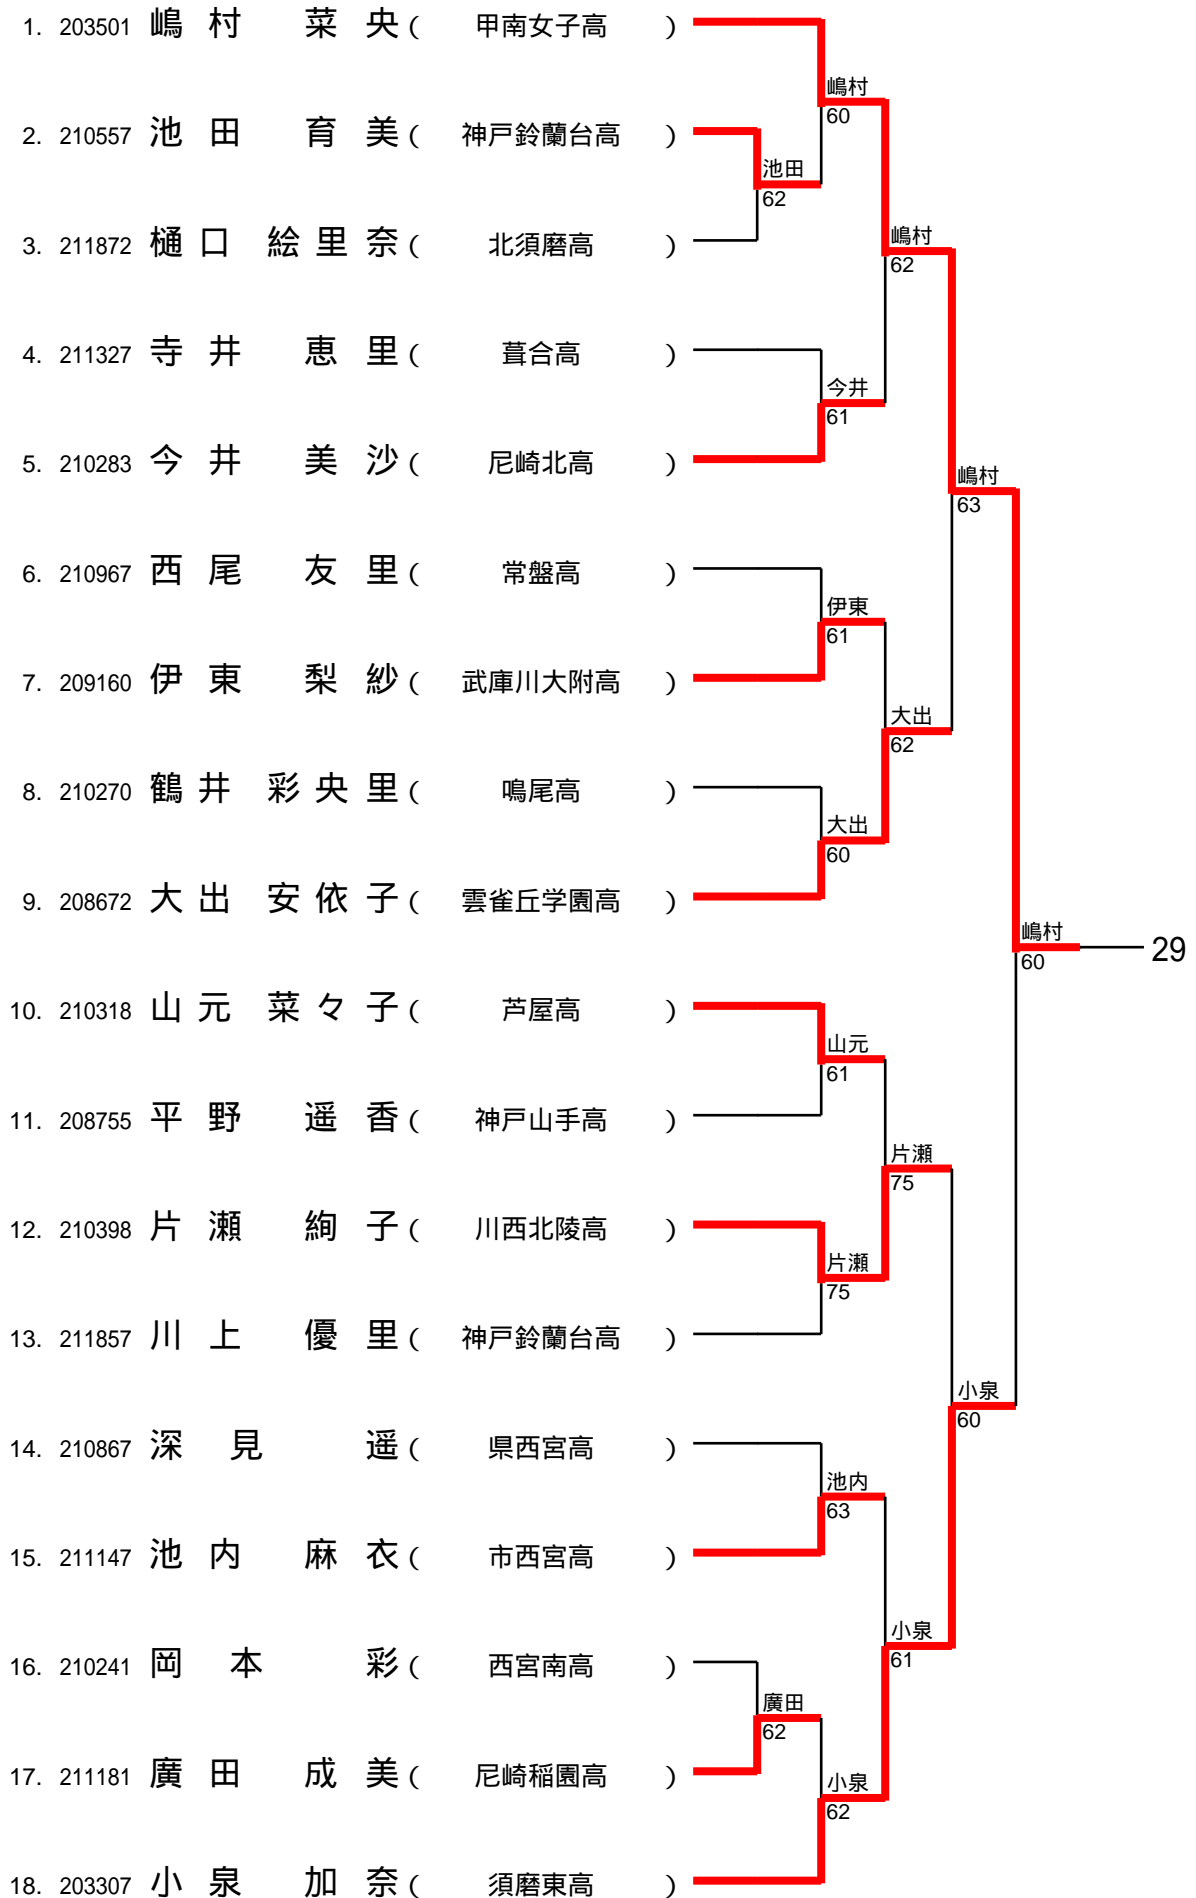 1. 203501 嶋村 菜央 ( 甲南女子高 )
嶋村
60
2. 210557 池田 育美 ( 神戸鈴蘭台高 )
池田
62
3. 211872 樋口 絵里奈 ( 北須磨高 )
嶋村
62
4. 211327 寺井 恵里 ( 葺合高 )
今井
61
5. 210283 今井 美沙 ( 尼崎北高 )
嶋村
63
6. 210967 西尾 友里 ( 常盤高 )
伊東
61
7. 209160 伊東 梨紗 ( 武庫川大附高 )
大出
62
8. 210270 鶴井 彩央里 ( 鳴尾高 )
大出
60
9. 208672 大出 安依子 ( 雲雀丘学園高 )
嶋村
60
29
10. 210318 山元 菜々子 ( 芦屋高 )
山元
61
11. 208755 平野 遥香 ( 神戸山手高 )
片瀬
75
12. 210398 片瀬 絢子 ( 川西北陵高 )
片瀬
75
13. 211857 川上 優里 ( 神戸鈴蘭台高 )
小泉
60
14. 210867 深見 遥 ( 県西宮高 )
池内
63
15. 211147 池内 麻衣 ( 市西宮高 )
小泉
61
16. 210241 岡本 彩 ( 西宮南高 )
廣田
62
17. 211181 廣田 成美 ( 尼崎稲園高 )
小泉
62
18. 203307 小泉 加奈 ( 須磨東高 )